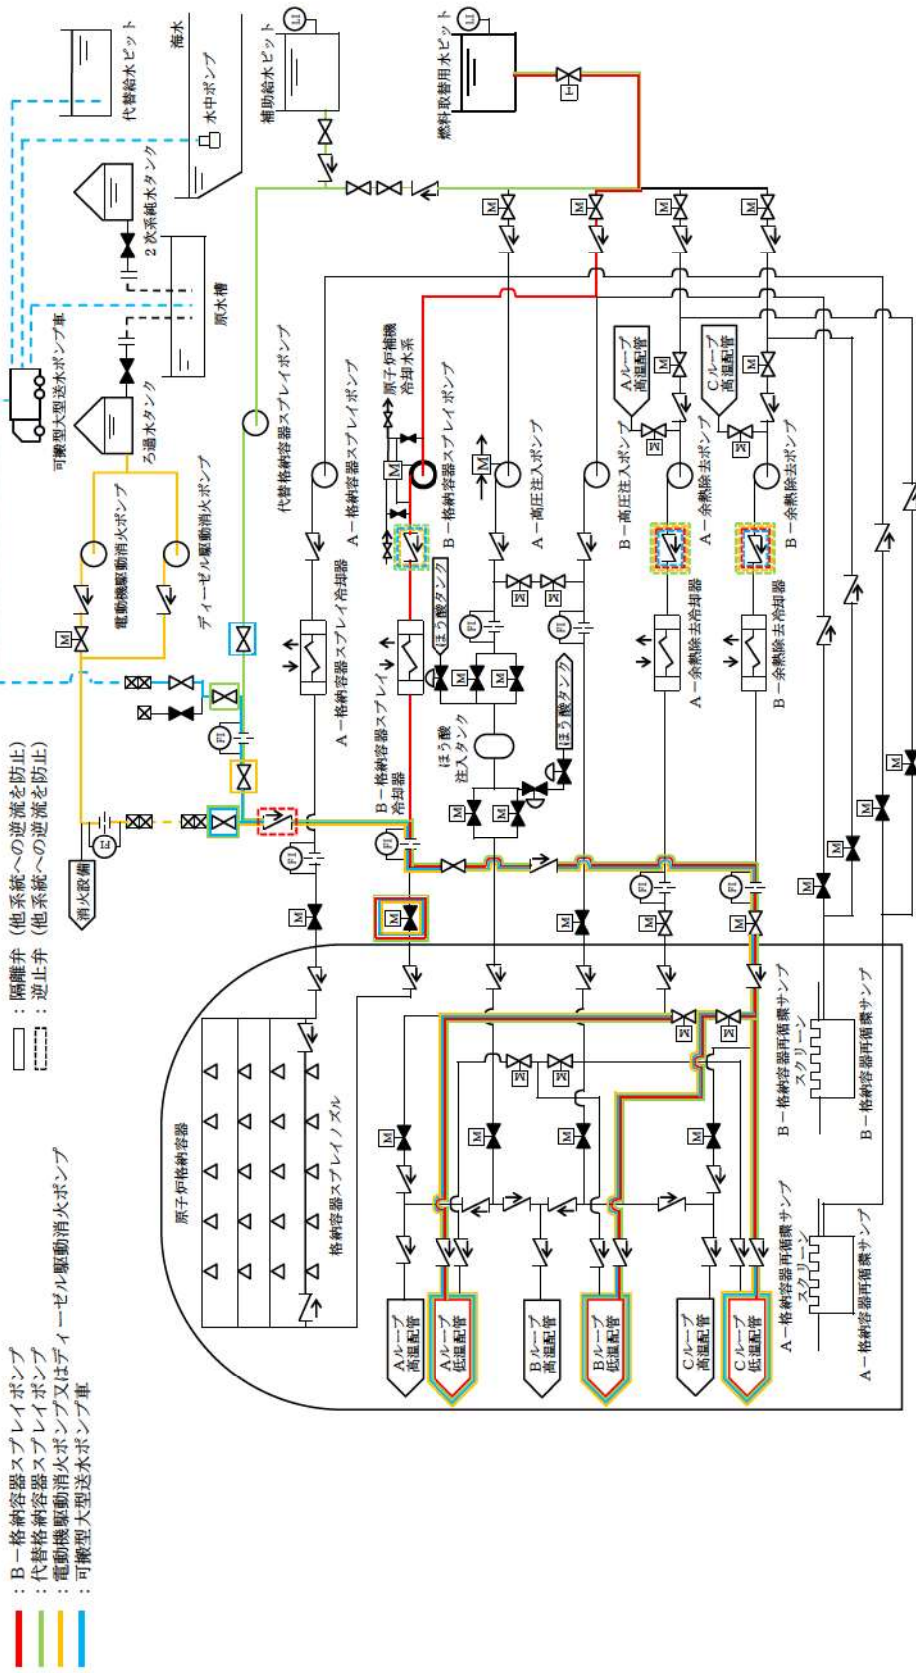 ：B－格納容器スプレイポンプ
：代替格納容器スプレイポンプ
：電動機駆動消火ポンプ又はディーゼル駆動消火ポンプ
：可搬型大型送水ポンプ車
：隔離弁（他系統への逆流を防止）
：逆止弁（他系統への逆流を防止）
可搬型大型送水ポンプ車
代替給水ピット
海水
水中ポンプ
2次系純水タンク
原水槽
ろ過水タンク
補助給水ピット
LI
燃料取替用水ピット
LI
電動機駆動消火ポンプ
ディーゼル駆動消火ポンプ
消火設備
FI
M
FI
代替格納容器スプレイポンプ
A－格納容器スプレイポンプ
A－格納容器スプレイ冷却器
原子炉補機
冷却水系
M
B－格納容器スプレイポンプ
B－格納容器スプレイ
冷却器
ほう酸タンク
A－高圧注入ポンプ
M
ほう酸
注入タンク
ほう酸タンク
B－高圧注入ポンプ
Aループ
高温配管
A－余熱除去ポンプ
A－余熱除去冷却器
Cループ
高温配管
B－余熱除去ポンプ
B－余熱除去冷却器
T
M
M
M
M
M
M
M
M
M
M
M
M
M
M
FI
FI
FI
FI
FI
FI
M
M
M
M
M
M
M
M
M
M
原子炉格納容器
格納容器スプレイノズル
M
M
M
M
M
M
M
M
Aループ
高温配管
Aループ
低温配管
Bループ
高温配管
Bループ
低温配管
Cループ
高温配管
Cループ
低温配管
A－格納容器再循環サンプ
スクリーン
A－格納容器再循環サンプ
B－格納容器再循環サンプ
スクリーン
B－格納容器再循環サンプ